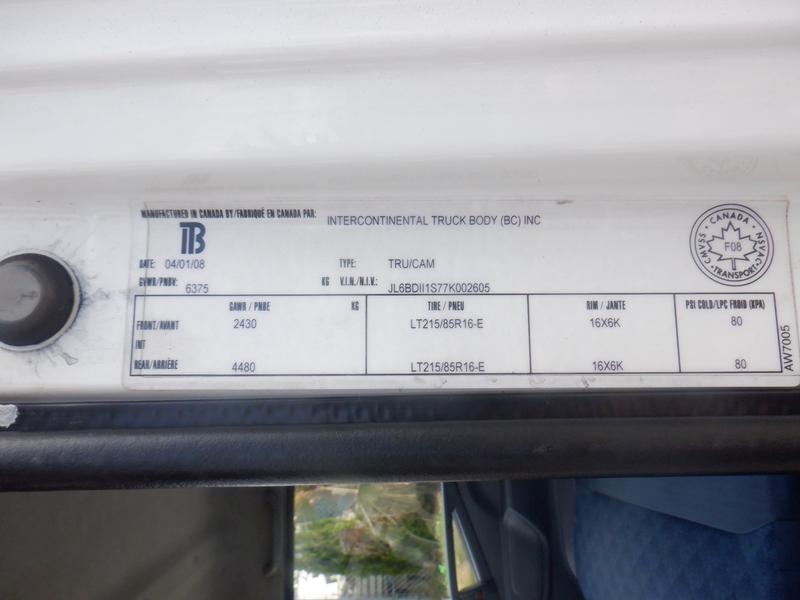 MANUFACTURED IN CANADA BY/FABRIQUÉ EN CANADA PAR: INTERCONTINENTAL TRUCK BODY (BC) INC
ITB
DATE: 04/01/08 TYPE: TRU/CAM
GVWR/PNBV: 6375 KG V.I.N./N.I.V.: JL6BDII1S77K002605
GAWR / PNBE KG TIRE / PNEU RIM / JANTE PSI COLD/LPC FROID (KPA)
FRONT/AVANT 2430 LT215/85R16-E 16X6K 80
INT
REAR/ARRIÈRE 4480 LT215/85R16-E 16X6K 80
CANADA
CMVSS F08 NSVAC
TRANSPORT
AW7005